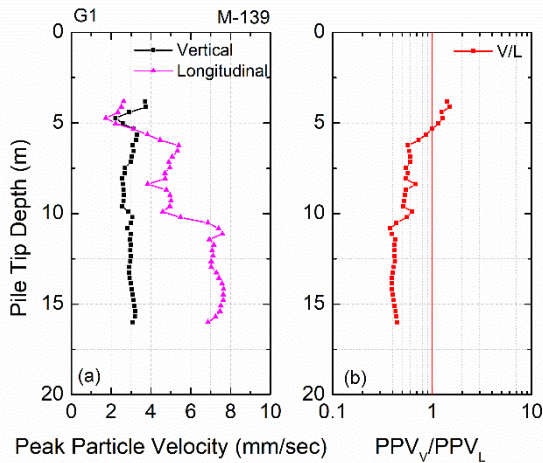 G1 M-139
0
5
10
15
20
Pile Tip Depth (m)
Vertical
Longitudinal
(a)
0 2 4 6 8 10
Peak Particle Velocity (mm/sec)
0
5
10
15
20
V/L
(b)
0.1 1 10
PPV_V/PPV_L